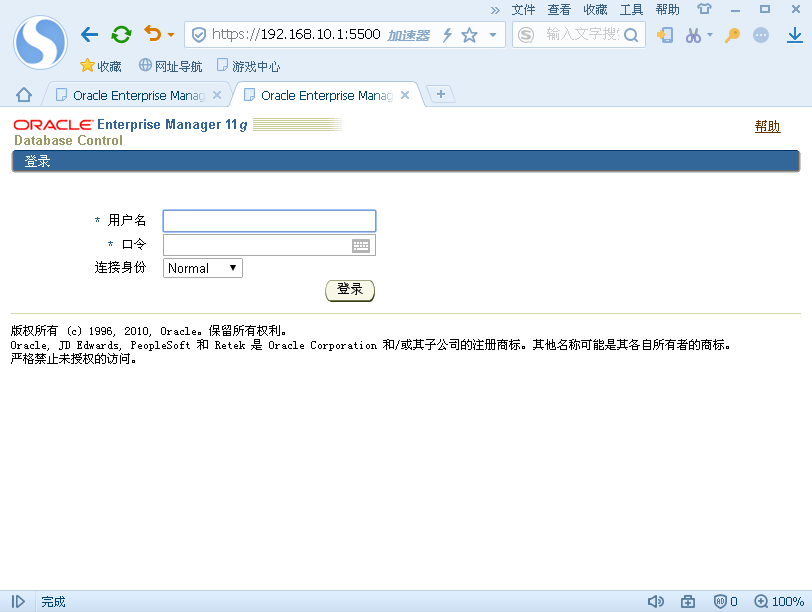 » 文件 查看 收藏 工具 帮助
https://192.168.10.1:5500 加速器 输入文字搜
收藏 网址导航 游戏中心
Oracle Enterprise Manag Oracle Enterprise Manag
ORACLE Enterprise Manager 11g 帮助
Database Control
登录
* 用户名
* 口令
连接身份 Normal
登录
版权所有 (c) 1996, 2010, Oracle。保留所有权利。
Oracle, JD Edwards, PeopleSoft 和 Retek 是 Oracle Corporation 和/或其子公司的注册商标。其他名称可能是其各自所有者的商标。
严格禁止未授权的访问。
完成 AD 0 100%